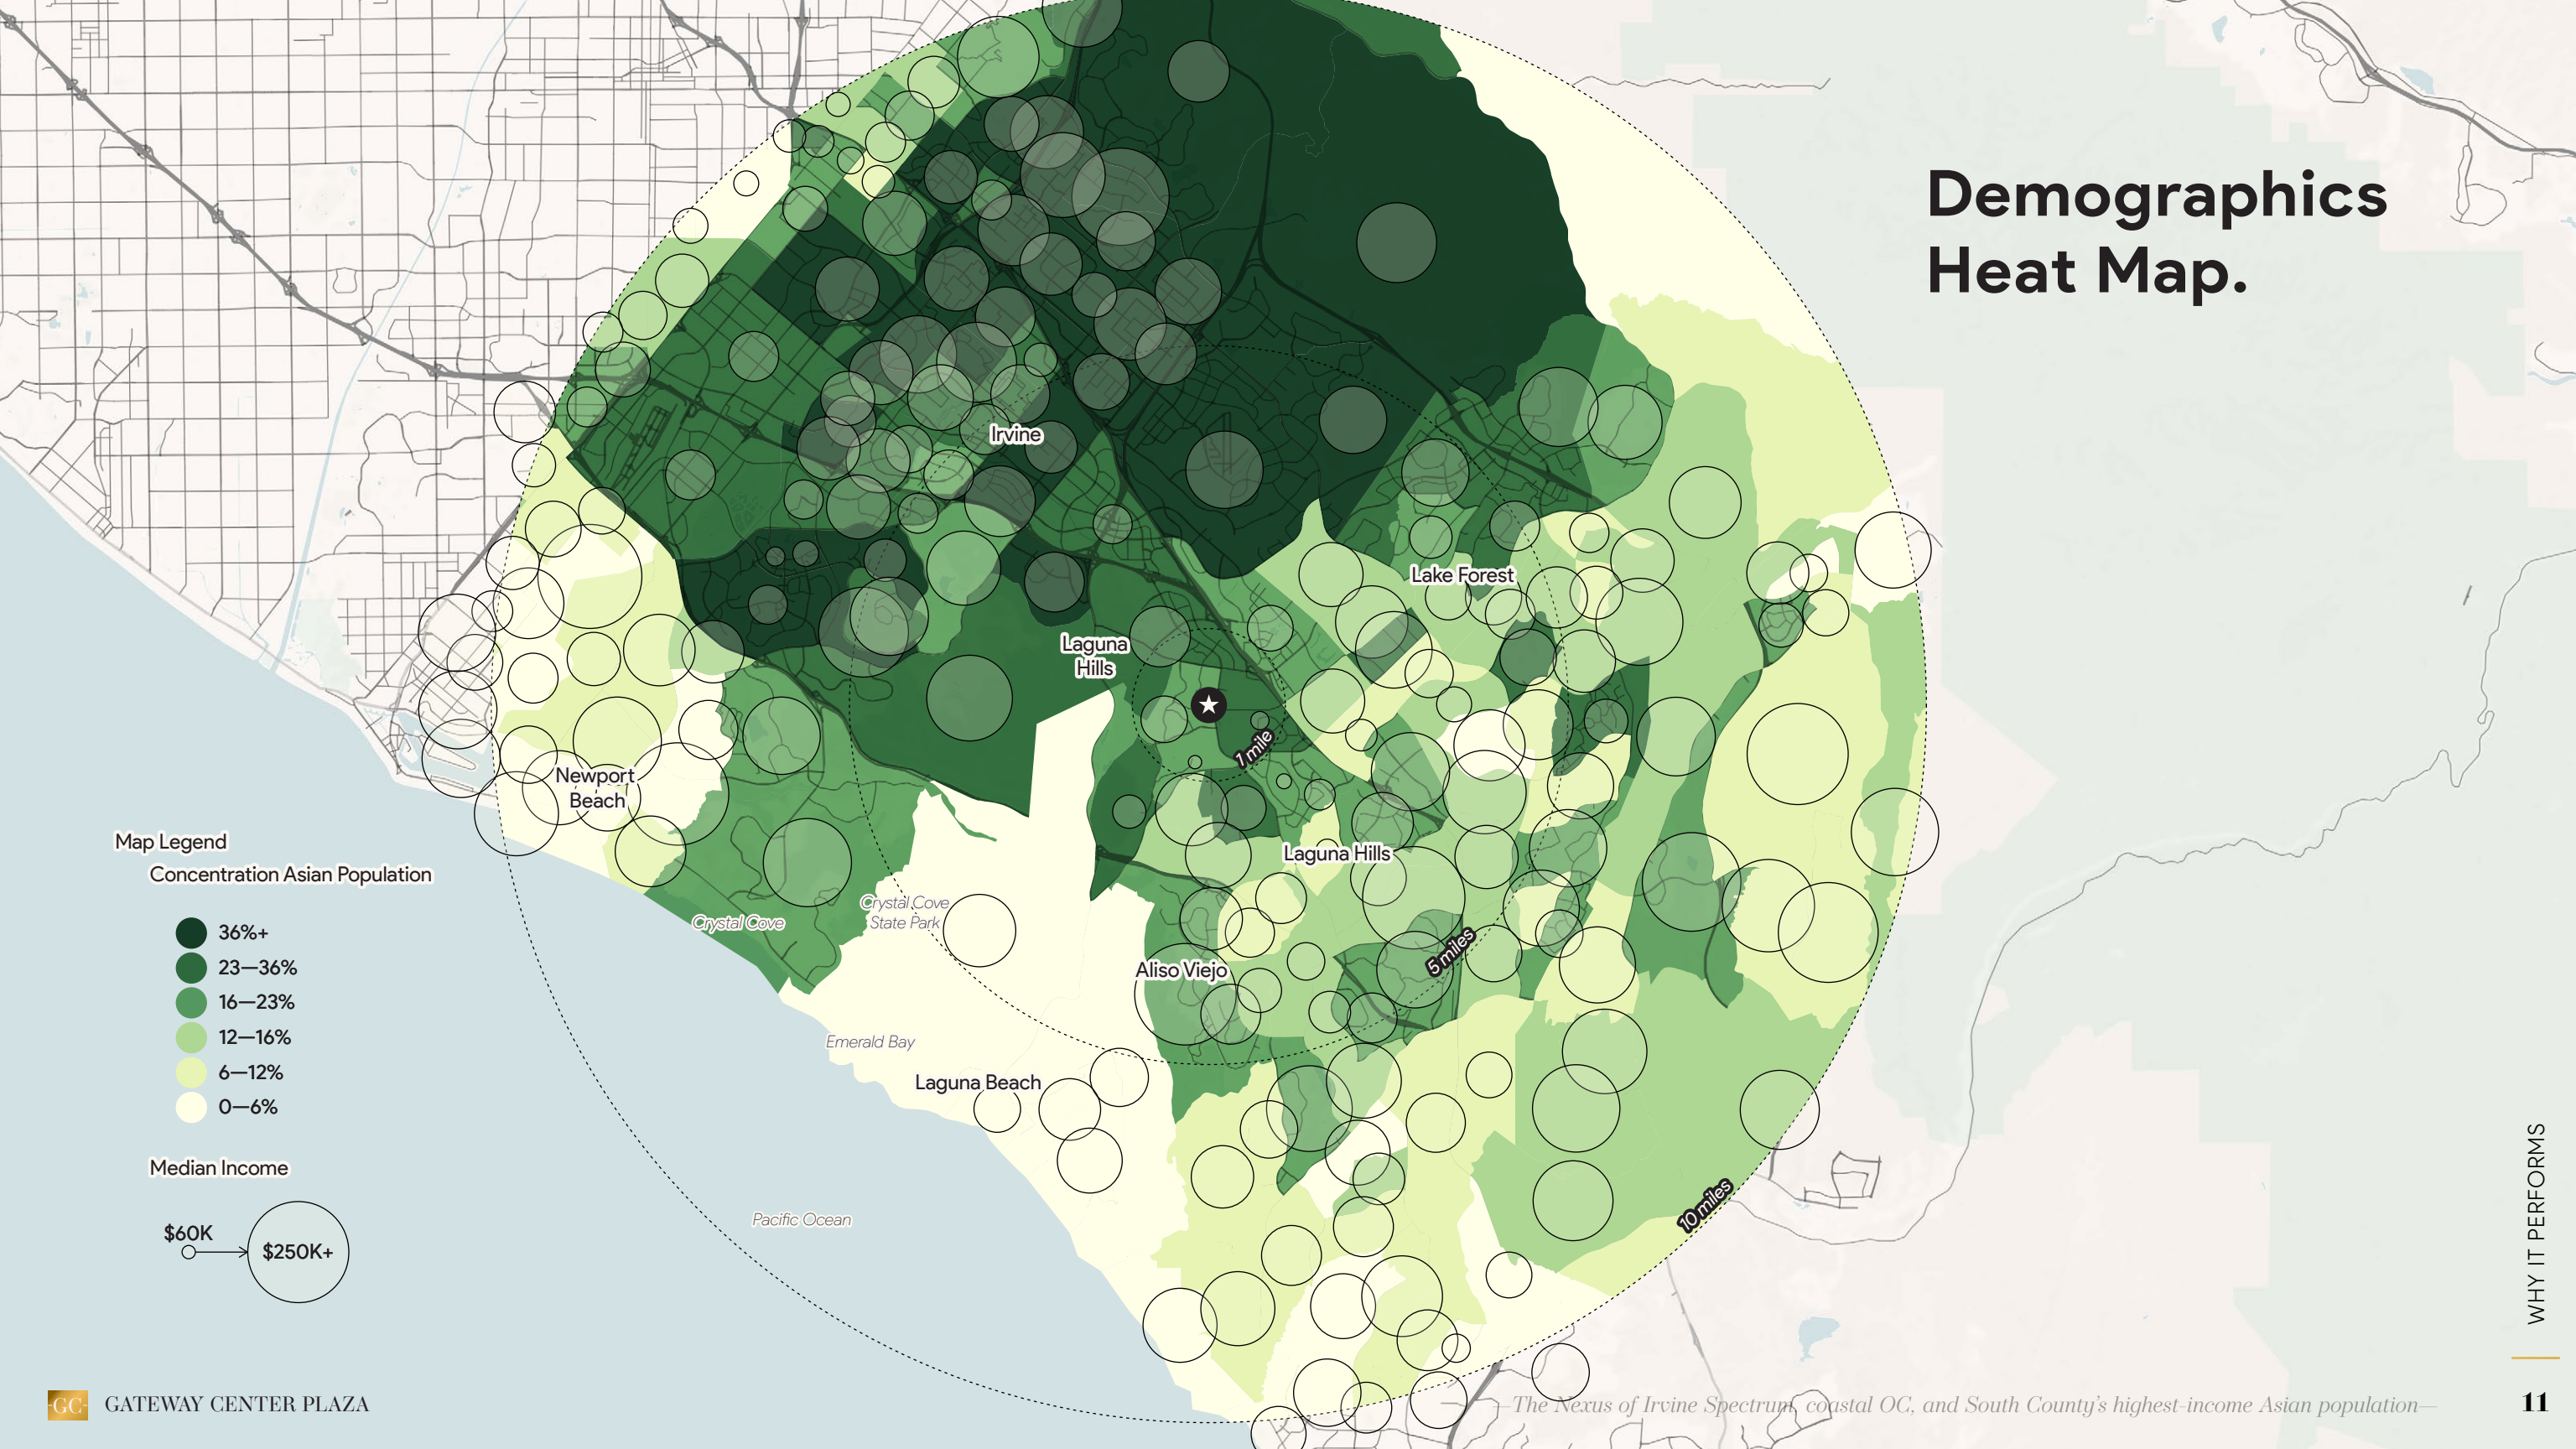 Demographics
Heat Map.
Irvine
Lake Forest
Laguna
Hills
1 mile
Newport
Beach
Laguna Hills
Crystal Cove
Crystal Cove
State Park
5 miles
Aliso Viejo
Emerald Bay
Laguna Beach
Pacific Ocean
10 miles
Map Legend
Concentration Asian Population
36%+
23—36%
16—23%
12—16%
6—12%
0—6%
Median Income
$60K
$250K+
WHY IT PERFORMS
GC
GATEWAY CENTER PLAZA
—The Nexus of Irvine Spectrum, coastal OC, and South County's highest-income Asian population—
11